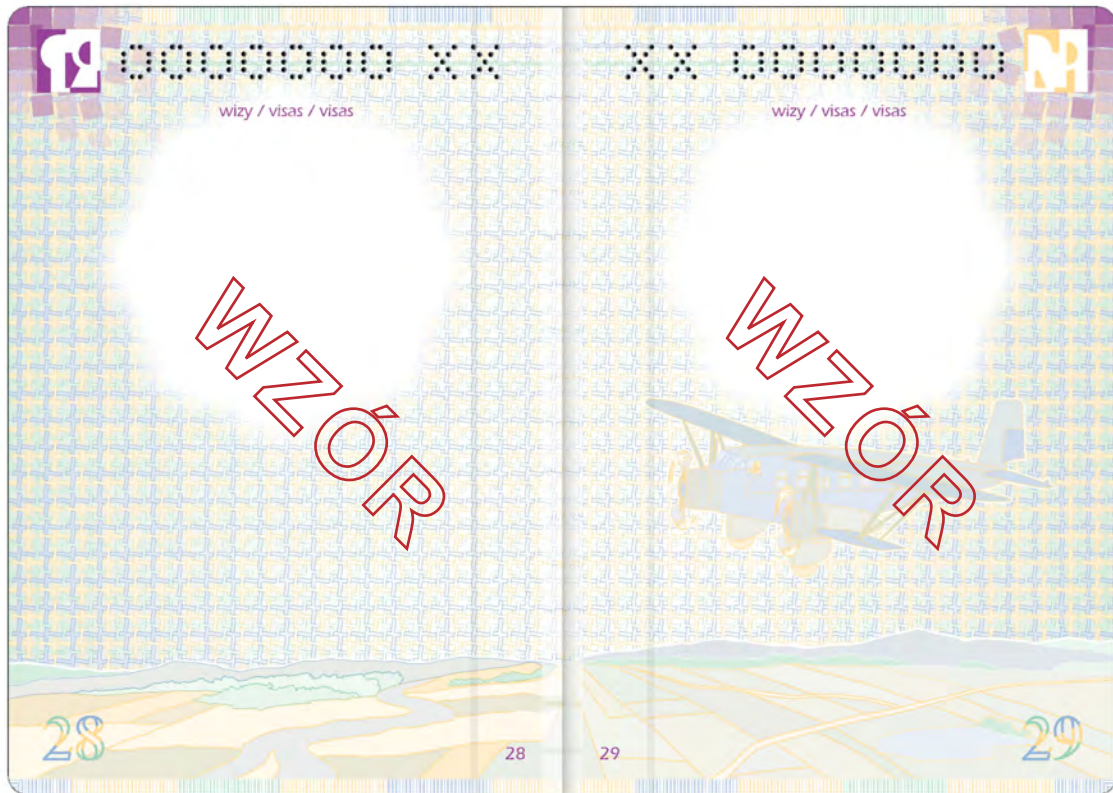 0000000 XX
wizy / visas / visas
WZÓR
28
28
XX 0000000
wizy / visas / visas
WZÓR
29
29